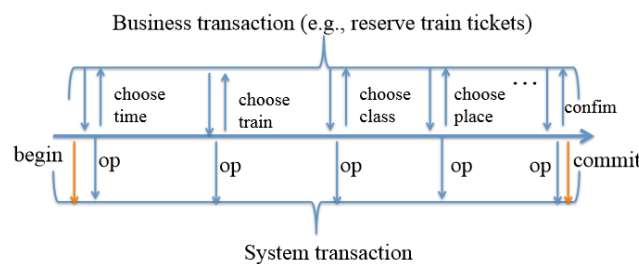 Business transaction (e.g., reserve train tickets)
choose
time
choose
train
choose
class
choose
place
...
confim
begin
op
op
op
op
op
commit
System transaction